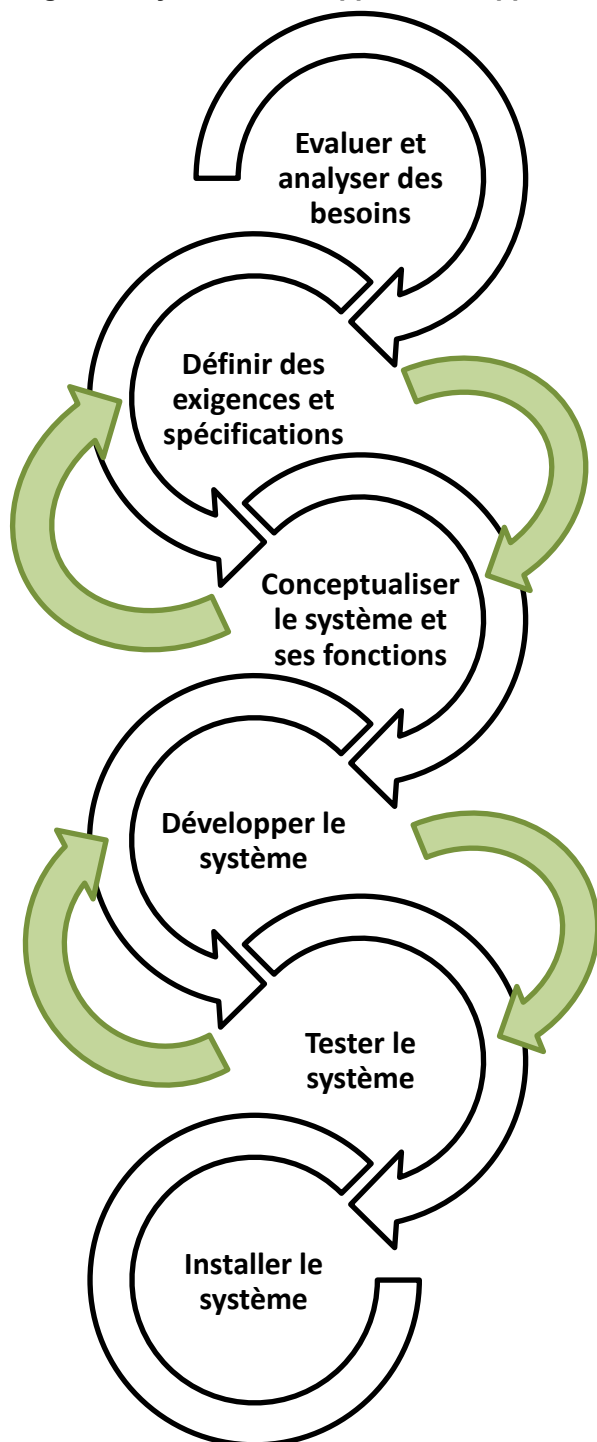 Evaluer et
analyser des
besoins
Définir des
exigences et
spécifications
Conceptualiser
le système et
ses fonctions
Développer le
système
Tester le
système
Installer le
système